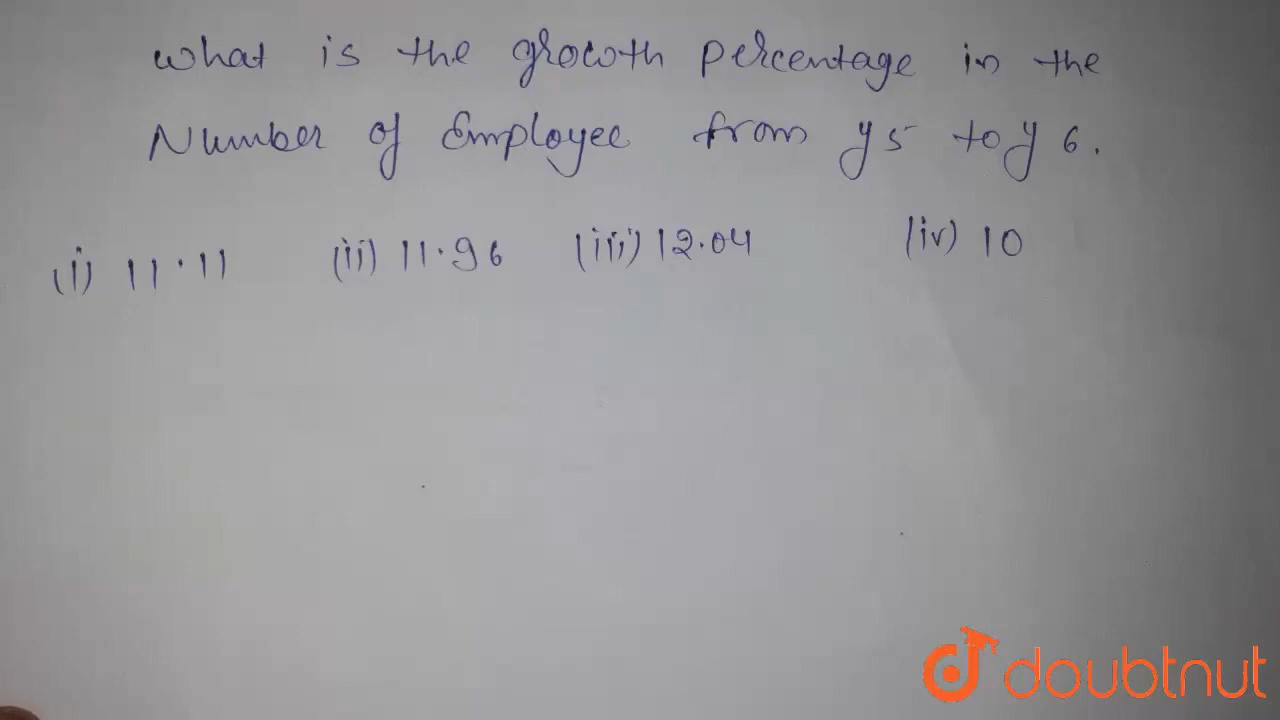 What is the growth percentage in the
Number of Employee from y5 to y 6.
(i) 11.11 (ii) 11.96 (iii) 12.04 (iv) 10
doubtnut